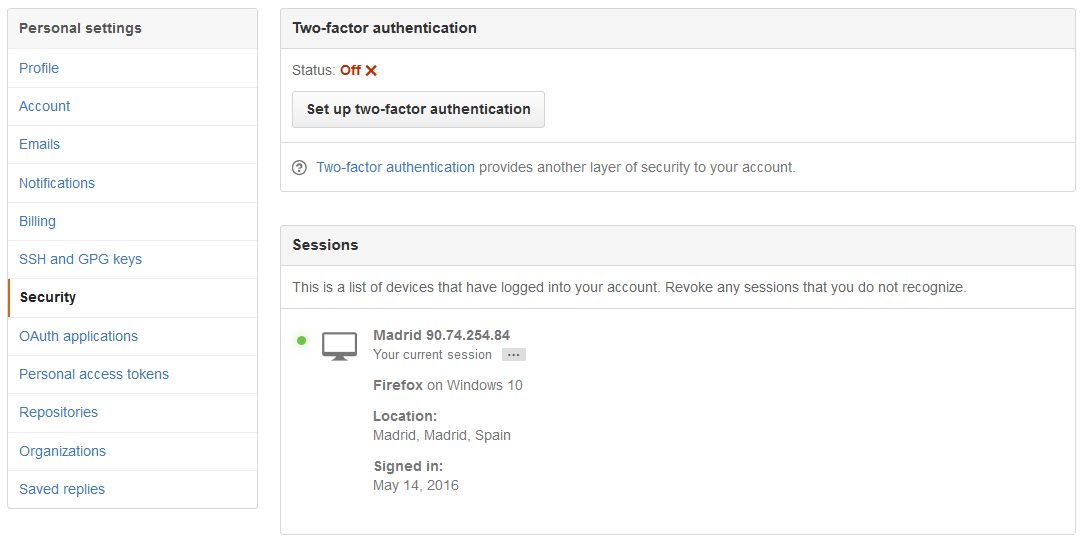 Personal settings
Profile
Account
Emails
Notifications
Billing
SSH and GPG keys
Security
OAuth applications
Personal access tokens
Repositories
Organizations
Saved replies
Two-factor authentication
Status: Off
Set up two-factor authentication
Two-factor authentication provides another layer of security to your account.
Sessions
This is a list of devices that have logged into your account. Revoke any sessions that you do not recognize.
Madrid 90.74.254.84
Your current session ...
Firefox on Windows 10
Location:
Madrid, Madrid, Spain
Signed in:
May 14, 2016